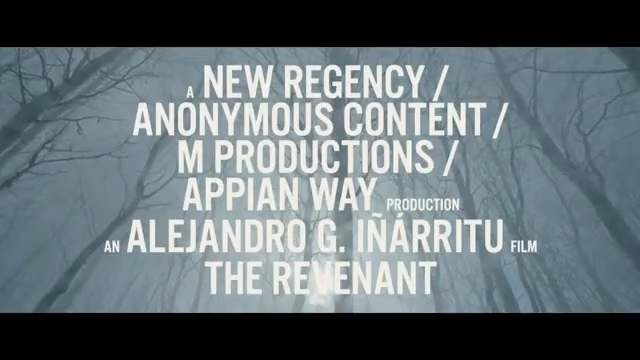 A NEW REGENCY /
ANONYMOUS CONTENT /
M PRODUCTIONS /
APPIAN WAY PRODUCTION
AN ALEJANDRO G. IÑÁRRITU FILM
THE REVENANT